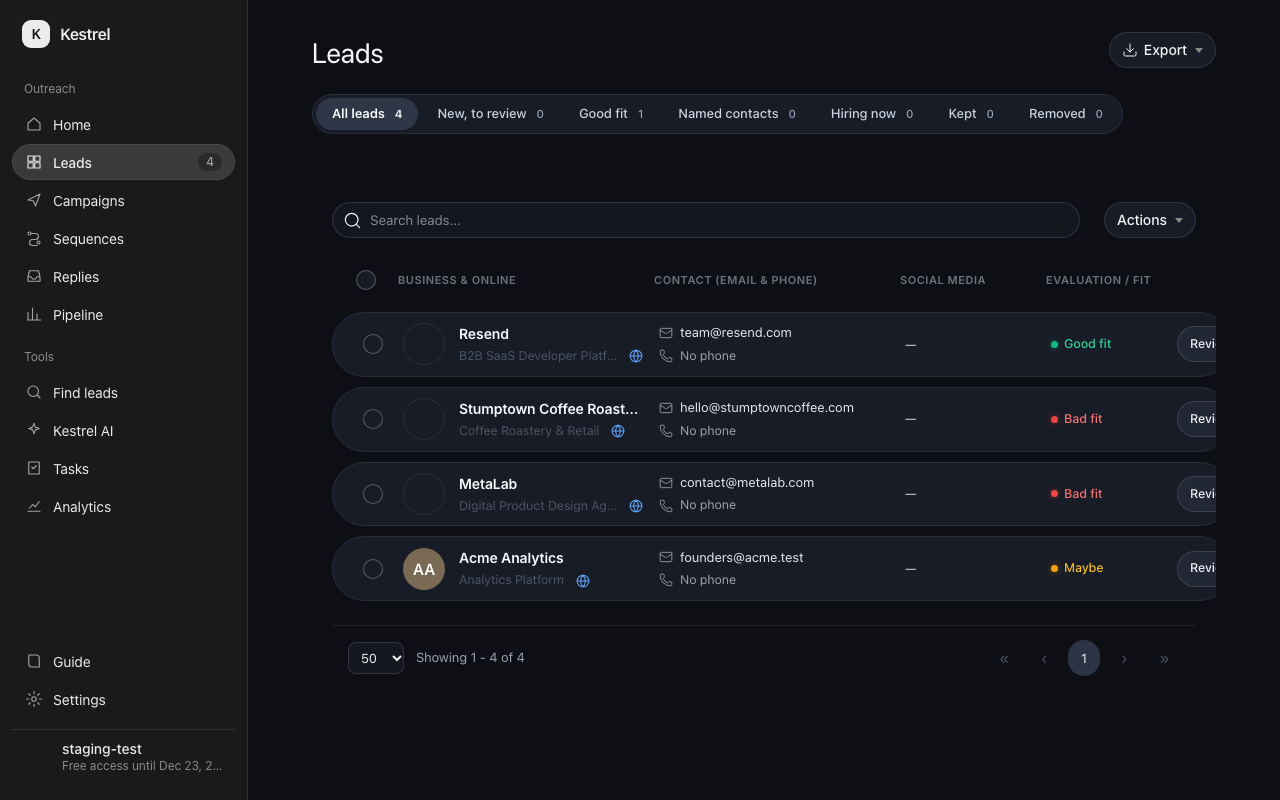 K Kestrel
Outreach
Home
Leads 4
Campaigns
Sequences
Replies
Pipeline
Tools
Find leads
Kestrel AI
Tasks
Analytics
Guide
Settings
staging-test
Free access until Dec 23, 2...
Leads
Export
All leads 4 New, to review 0 Good fit 1 Named contacts 0 Hiring now 0 Kept 0 Removed 0
Search leads...
Actions
BUSINESS & ONLINE CONTACT (EMAIL & PHONE) SOCIAL MEDIA EVALUATION / FIT
Resend
B2B SaaS Developer Platf...
team@resend.com
No phone
—
Good fit
Revi
Stumptown Coffee Roast...
Coffee Roastery & Retail
hello@stumptowncoffee.com
No phone
—
Bad fit
Revi
MetaLab
Digital Product Design Ag...
contact@metalab.com
No phone
—
Bad fit
Revi
AA
Acme Analytics
Analytics Platform
founders@acme.test
No phone
—
Maybe
Revi
50 Showing 1 - 4 of 4
« ‹ 1 › »